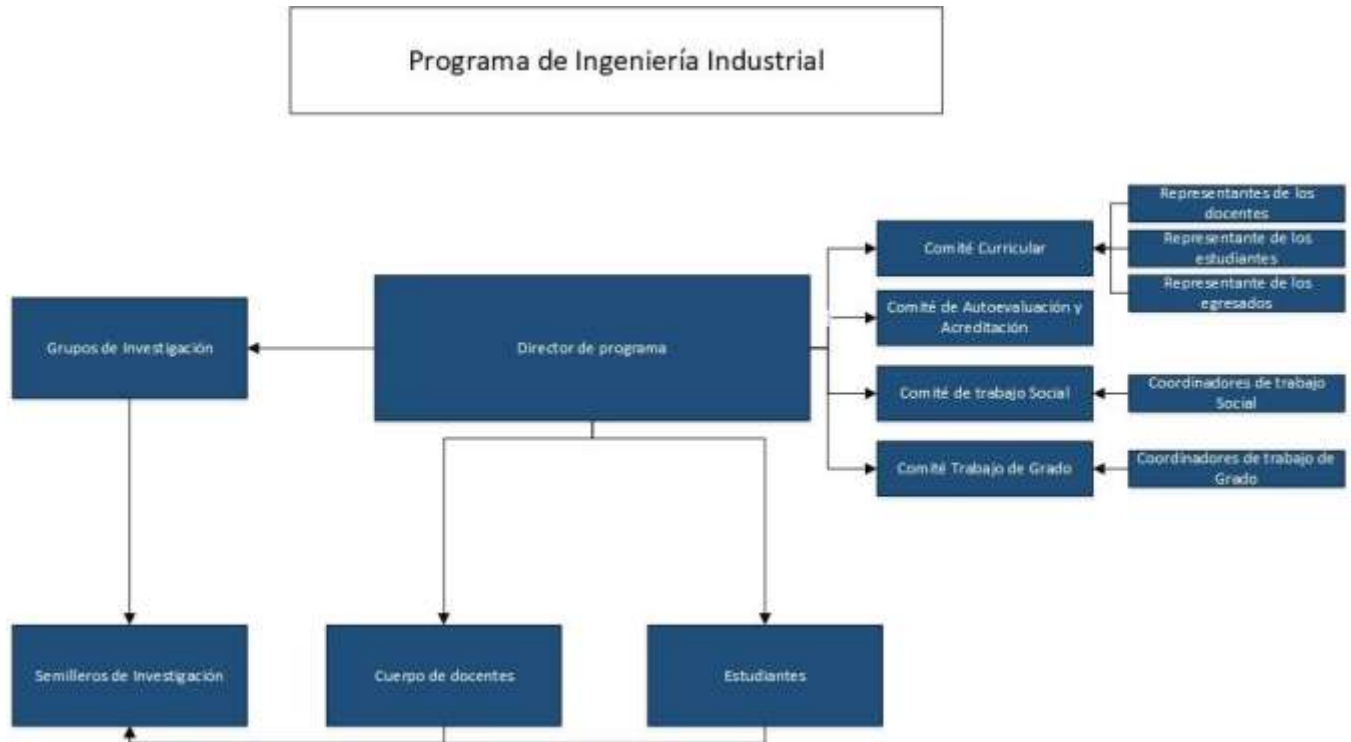 Programa de Ingeniería Industrial
Representantes de los
docentes
Comité Curricular
Representante de los
estudiantes
Representante de los
egresados
Comité de Autoevaluación y
Acreditación
Grupos de Investigación
Director de programa
Comité de trabajo Social
Coordinadores de trabajo
Social
Comité Trabajo de Grado
Coordinadores de trabajo de
Grado
Semilleros de Investigación
Cuerpo de docentes
Estudiantes